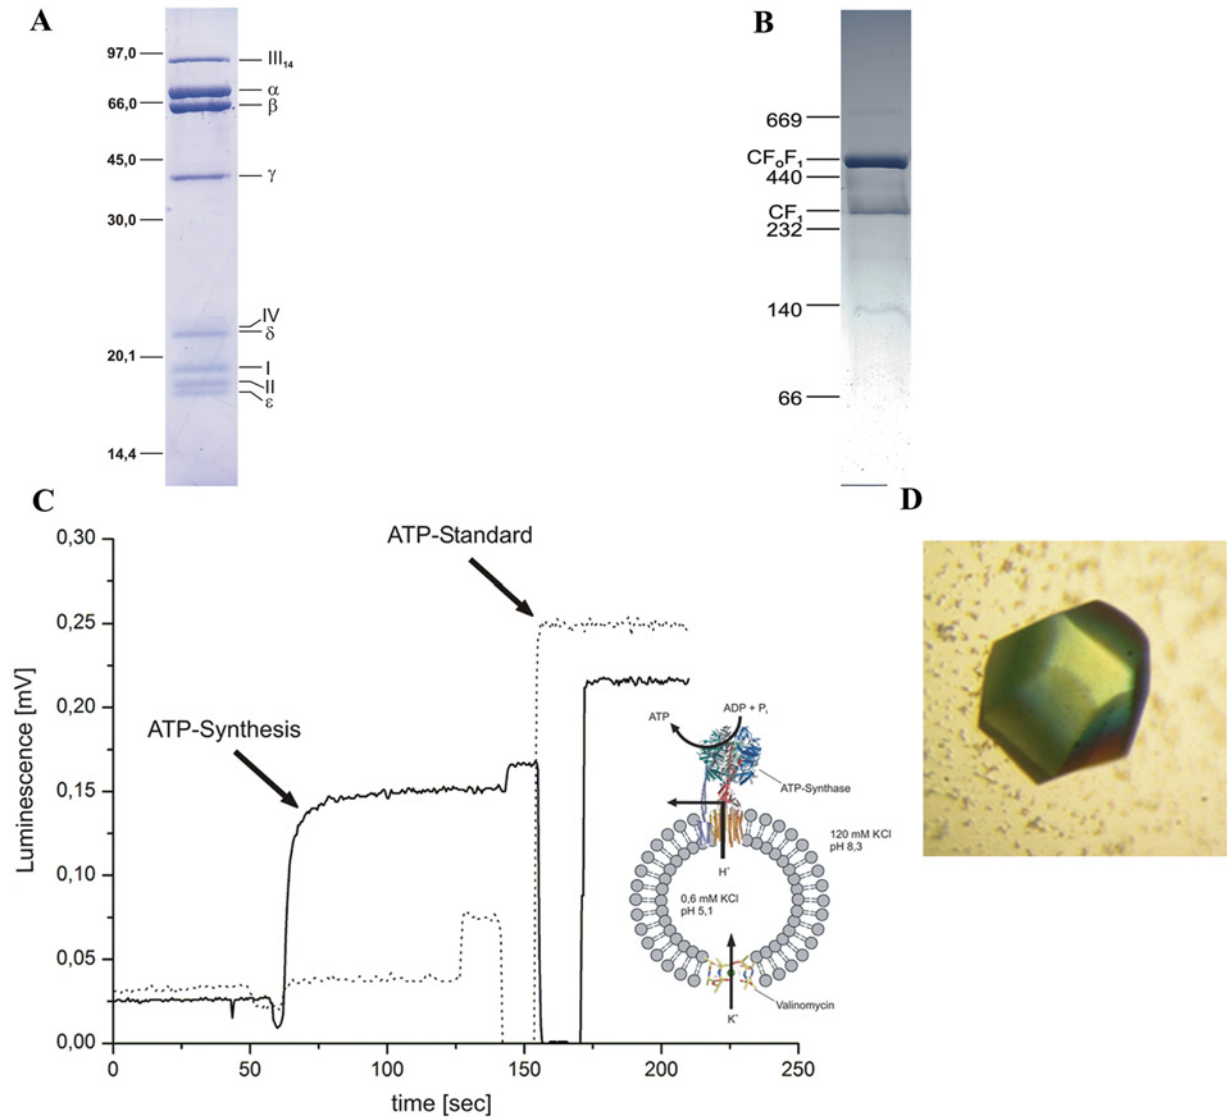 A
97,0
66,0
45,0
30,0
20,1
14,4
III₁₄
α
β
γ
IV
δ
I
II
ε
B
669
CF₀F₁
440
CF₁
232
140
66
C
0,30
0,25
0,20
0,15
0,10
0,05
0,00
Luminescence [mV]
0
50
100
150
200
250
time [sec]
ATP-Synthesis
ATP-Standard
ATP
ADP + Pᵢ
ATP-Synthase
120 mM KCl
pH 8,3
H⁺
0,6 mM KCl
pH 5,1
Valinomycin
K⁺
D